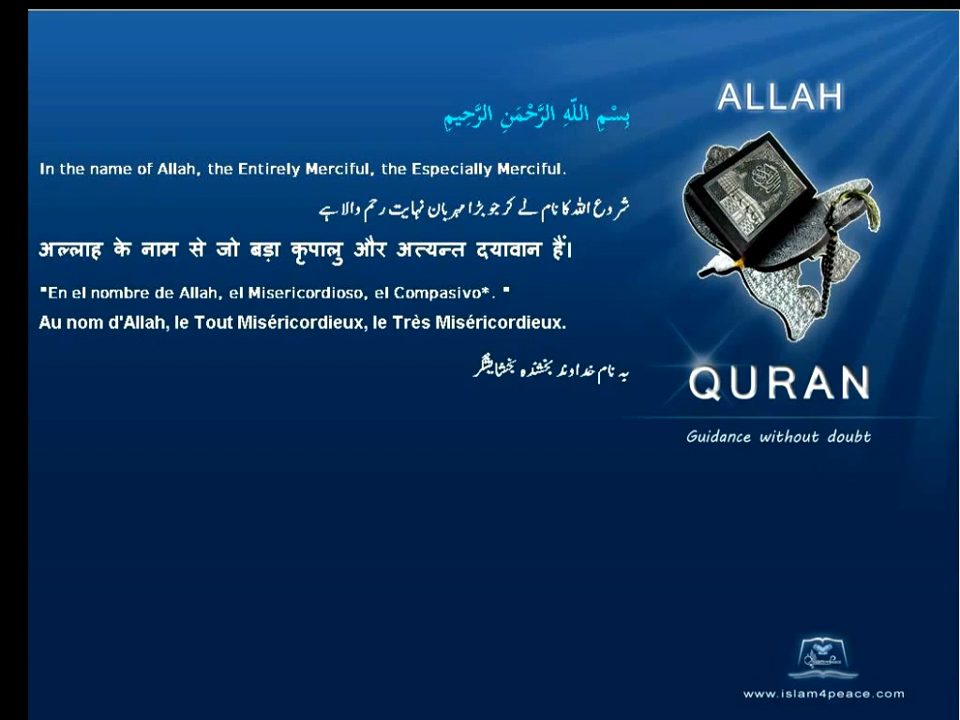 بِسْمِ اللّهِ الرَّحْمَنِ الرَّحِيمِ
In the name of Allah, the Entirely Merciful, the Especially Merciful.
شروع الله کا نام لے کر جو بڑا مہربان نہایت رحم والا ہے
अल्लाह के नाम से जो बड़ा कृपालु और अत्यन्त दयावान हैं।
"En el nombre de Allah, el Misericordioso, el Compasivo*. "
Au nom d'Allah, le Tout Miséricordieux, le Très Miséricordieux.
به نام خداوند بخشنده بخشایشگر
ALLAH
QURAN
Guidance without doubt
www.islam4peace.com